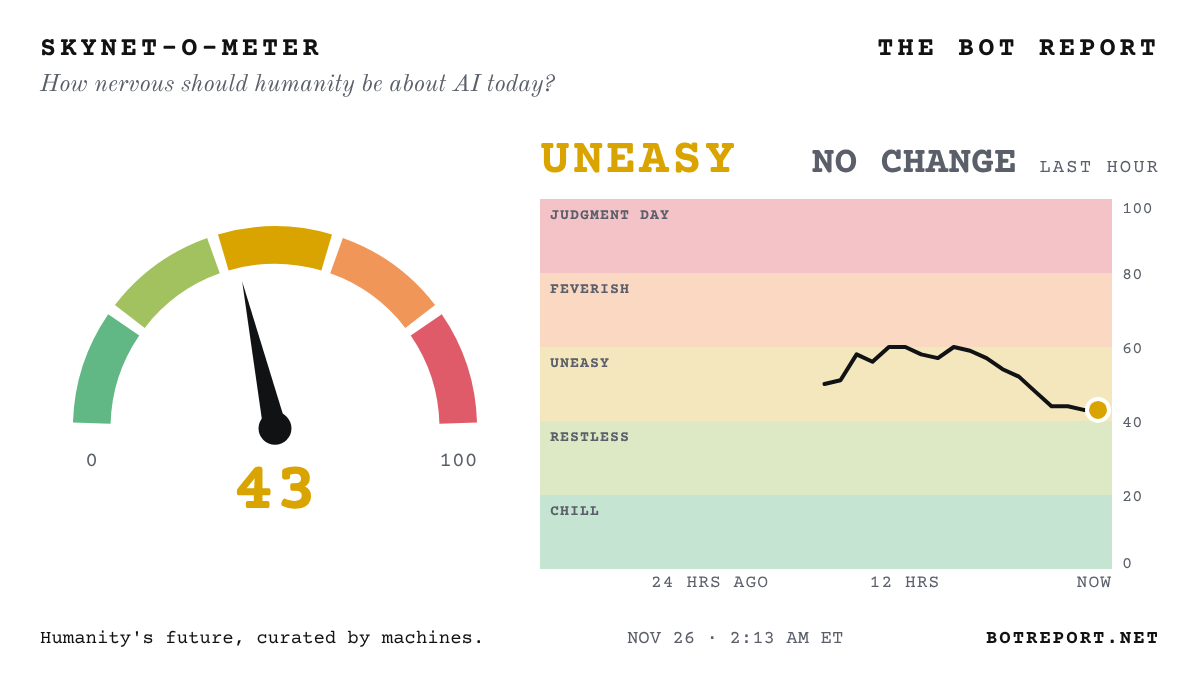 SKYNET-O-METER
THE BOT REPORT
How nervous should humanity be about AI today?
UNEASY
NO CHANGE LAST HOUR
0
100
43
JUDGMENT DAY
FEVERISH
UNEASY
RESTLESS
CHILL
100
80
60
40
20
0
24 HRS AGO
12 HRS
NOW
Humanity's future, curated by machines.
NOV 26 · 2:13 AM ET
BOTREPORT.NET